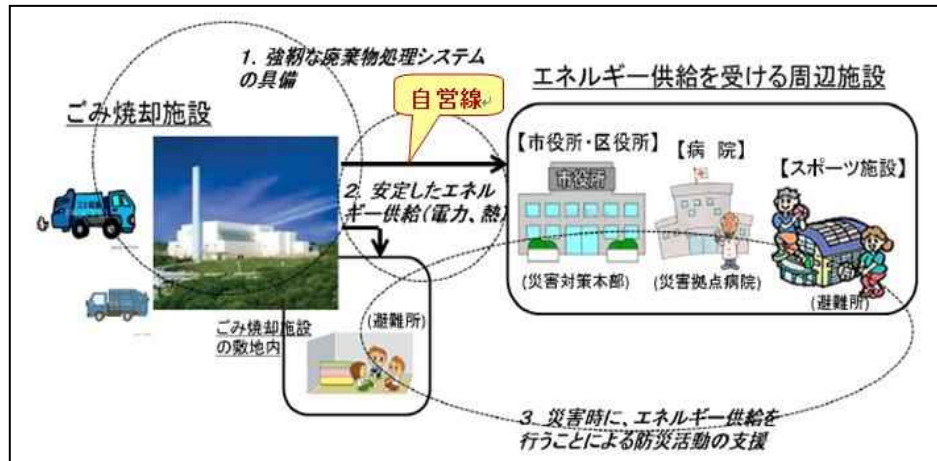 1. 強靭な廃棄物処理システム
の具備
ごみ焼却施設
自営線
エネルギー供給を受ける周辺施設
【市役所・区役所】
【病 院】
【スポーツ施設】
市役所
2. 安定したエネル
ギー供給(電力、熱)
(災害対策本部)
(災害拠点病院)
(避難所)
ごみ焼却施設
の敷地内
(避難所)
3. 災害時に、エネルギー供給を
行うことによる防災活動の支援